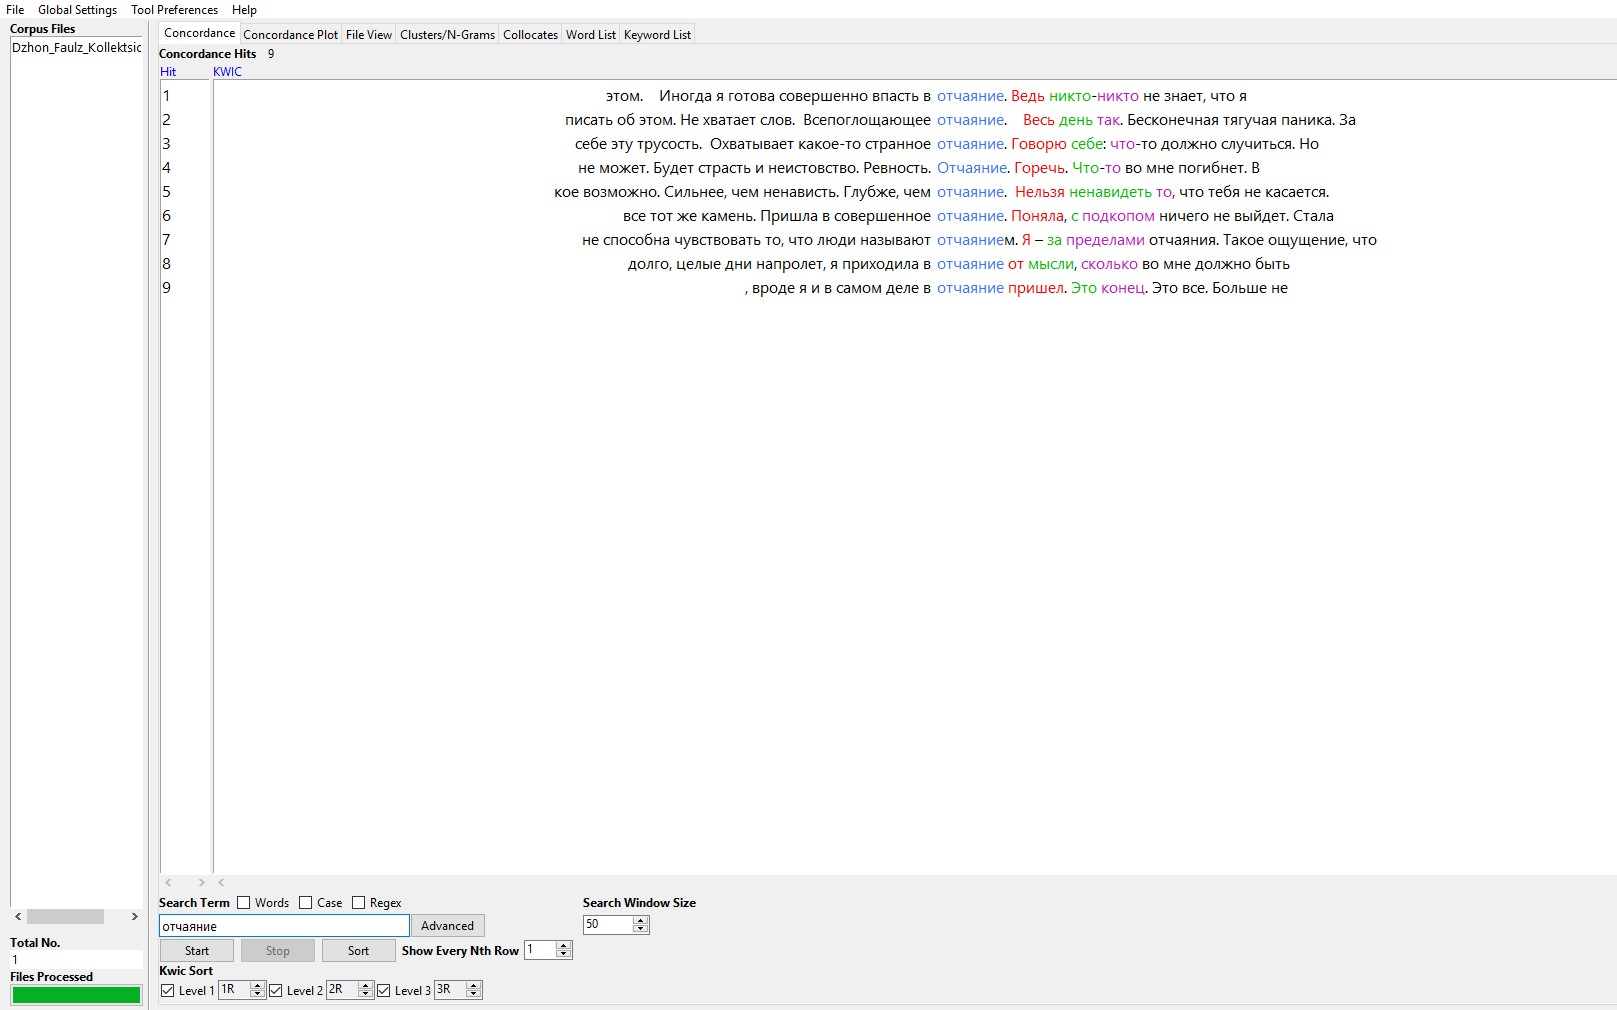 File Global Settings Tool Preferences Help
Corpus Files
Dzhon_Faulz_Kollektsic
Concordance Concordance Plot File View Clusters/N-Grams Collocates Word List Keyword List
Concordance Hits 9
Hit KWIC
1 этом. Иногда я готова совершенно впасть в отчаяние. Ведь никто-никто не знает, что я
2 писать об этом. Не хватает слов. Всепоглощающее отчаяние. Весь день так. Бесконечная тягучая паника. За
3 себе эту трусость. Охватывает какое-то странное отчаяние. Говорю себе: что-то должно случиться. Но
4 не может. Будет страсть и неистовство. Ревность. Отчаяние. Горечь. Что-то во мне погибнет. В
5 кое возможно. Сильнее, чем ненависть. Глубже, чем отчаяние. Нельзя ненавидеть то, что тебя не касается.
6 все тот же камень. Пришла в совершенное отчаяние. Поняла, с подкопом ничего не выйдет. Стала
7 не способна чувствовать то, что люди называют отчаянием. Я – за пределами отчаяния. Такое ощущение, что
8 долго, целые дни напролет, я приходила в отчаяние от мысли, сколько во мне должно быть
9 , вроде я и в самом деле в отчаяние пришел. Это конец. Это все. Больше не
Search Term Words Case Regex Search Window Size
отчаяние Advanced 50
Start Stop Sort Show Every Nth Row 1
Kwic Sort
Level 1 1R Level 2 2R Level 3 3R
Total No.
1
Files Processed